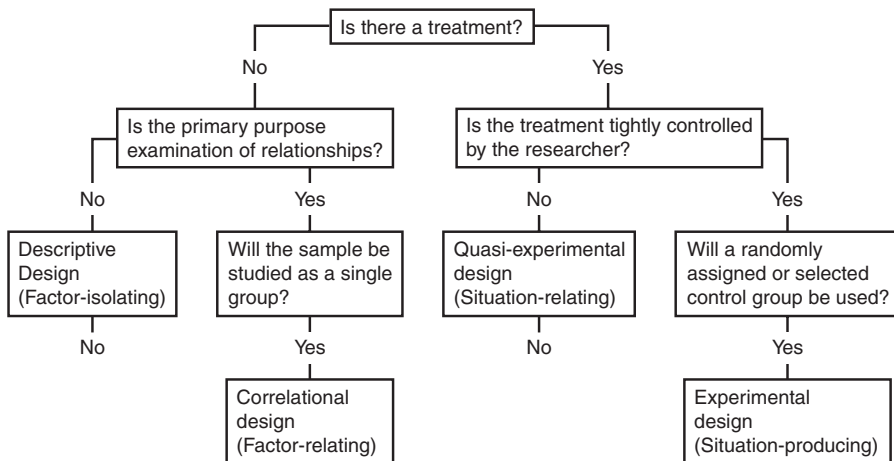 Is there a treatment?
No
Yes
Is the primary purpose
examination of relationships?
Is the treatment tightly controlled
by the researcher?
No
Yes
No
Yes
Descriptive
Design
(Factor-isolating)
Will the sample be
studied as a single
group?
Quasi-experimental
design
(Situation-relating)
Will a randomly
assigned or selected
control group be used?
No
Yes
No
Yes
Correlational
design
(Factor-relating)
Experimental
design
(Situation-producing)